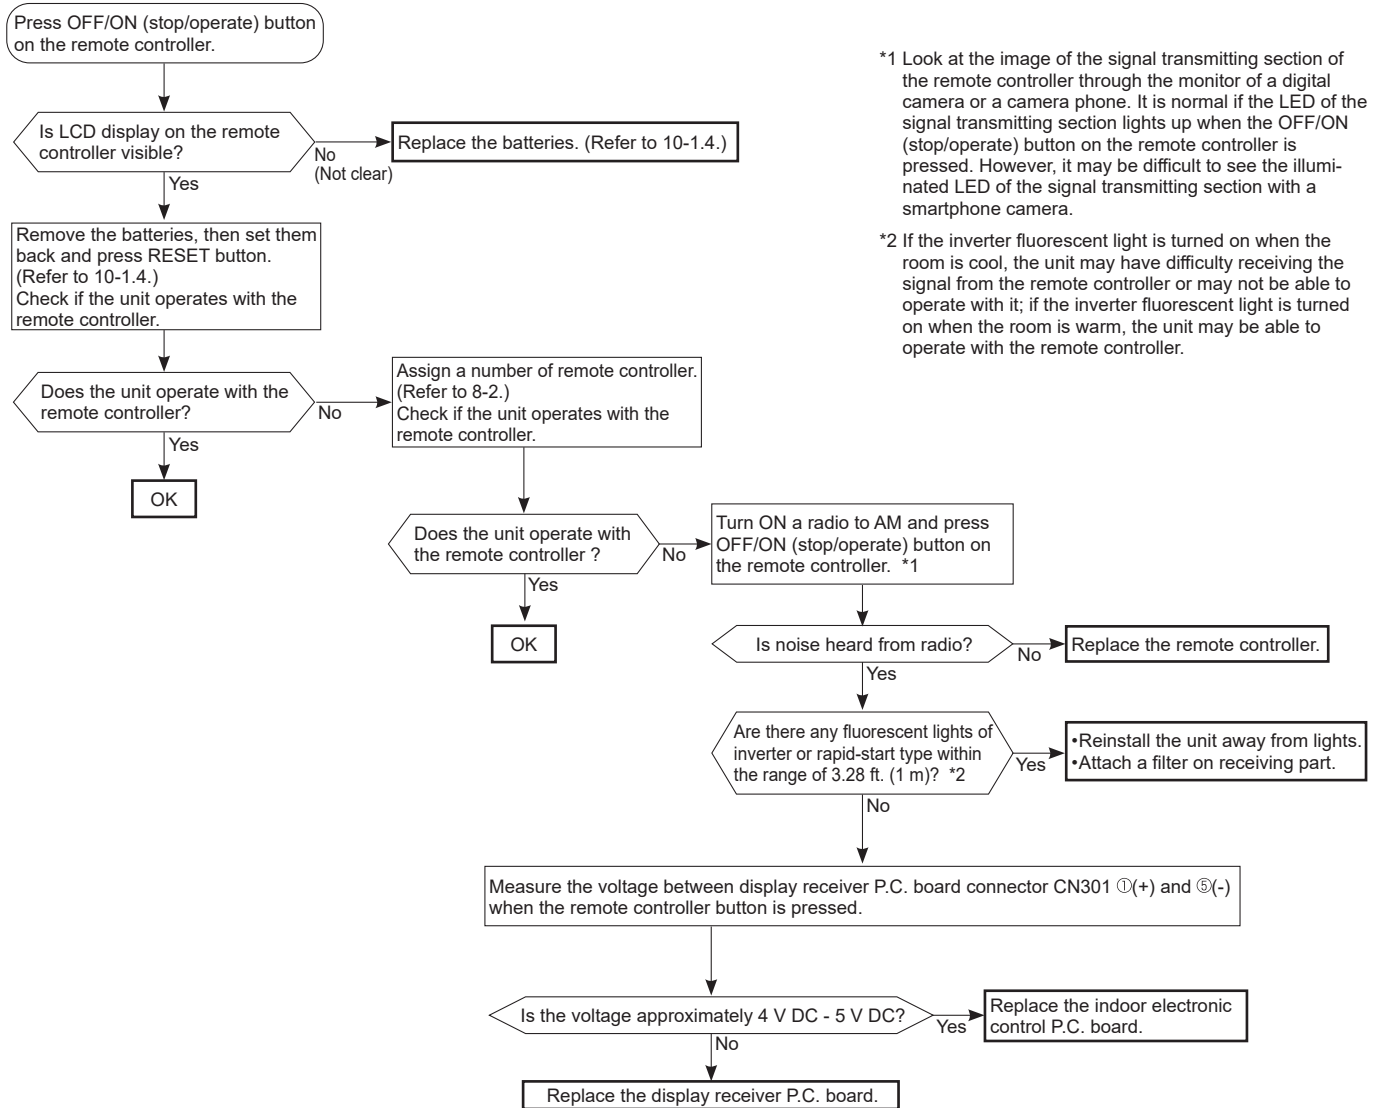 Press OFF/ON (stop/operate) button
on the remote controller.
Is LCD display on the remote
controller visible?
No
(Not clear)
Replace the batteries. (Refer to 10-1.4.)
Yes
Remove the batteries, then set them
back and press RESET button.
(Refer to 10-1.4.)
Check if the unit operates with the
remote controller.
Does the unit operate with the
remote controller?
No
Yes
OK
Assign a number of remote controller.
(Refer to 8-2.)
Check if the unit operates with the
remote controller.
Does the unit operate with
the remote controller ?
No
Yes
OK
Turn ON a radio to AM and press
OFF/ON (stop/operate) button on
the remote controller. *1
Is noise heard from radio?
No
Replace the remote controller.
Yes
Are there any fluorescent lights of
inverter or rapid-start type within
the range of 3.28 ft. (1 m)? *2
Yes
•Reinstall the unit away from lights.
•Attach a filter on receiving part.
No
Measure the voltage between display receiver P.C. board connector CN301 ①(+) and ⑤(-)
when the remote controller button is pressed.
Is the voltage approximately 4 V DC - 5 V DC?
Yes
Replace the indoor electronic
control P.C. board.
No
Replace the display receiver P.C. board.
*1 Look at the image of the signal transmitting section of
the remote controller through the monitor of a digital
camera or a camera phone. It is normal if the LED of the
signal transmitting section lights up when the OFF/ON
(stop/operate) button on the remote controller is
pressed. However, it may be difficult to see the illumi-
nated LED of the signal transmitting section with a
smartphone camera.
*2 If the inverter fluorescent light is turned on when the
room is cool, the unit may have difficulty receiving the
signal from the remote controller or may not be able to
operate with it; if the inverter fluorescent light is turned
on when the room is warm, the unit may be able to
operate with the remote controller.